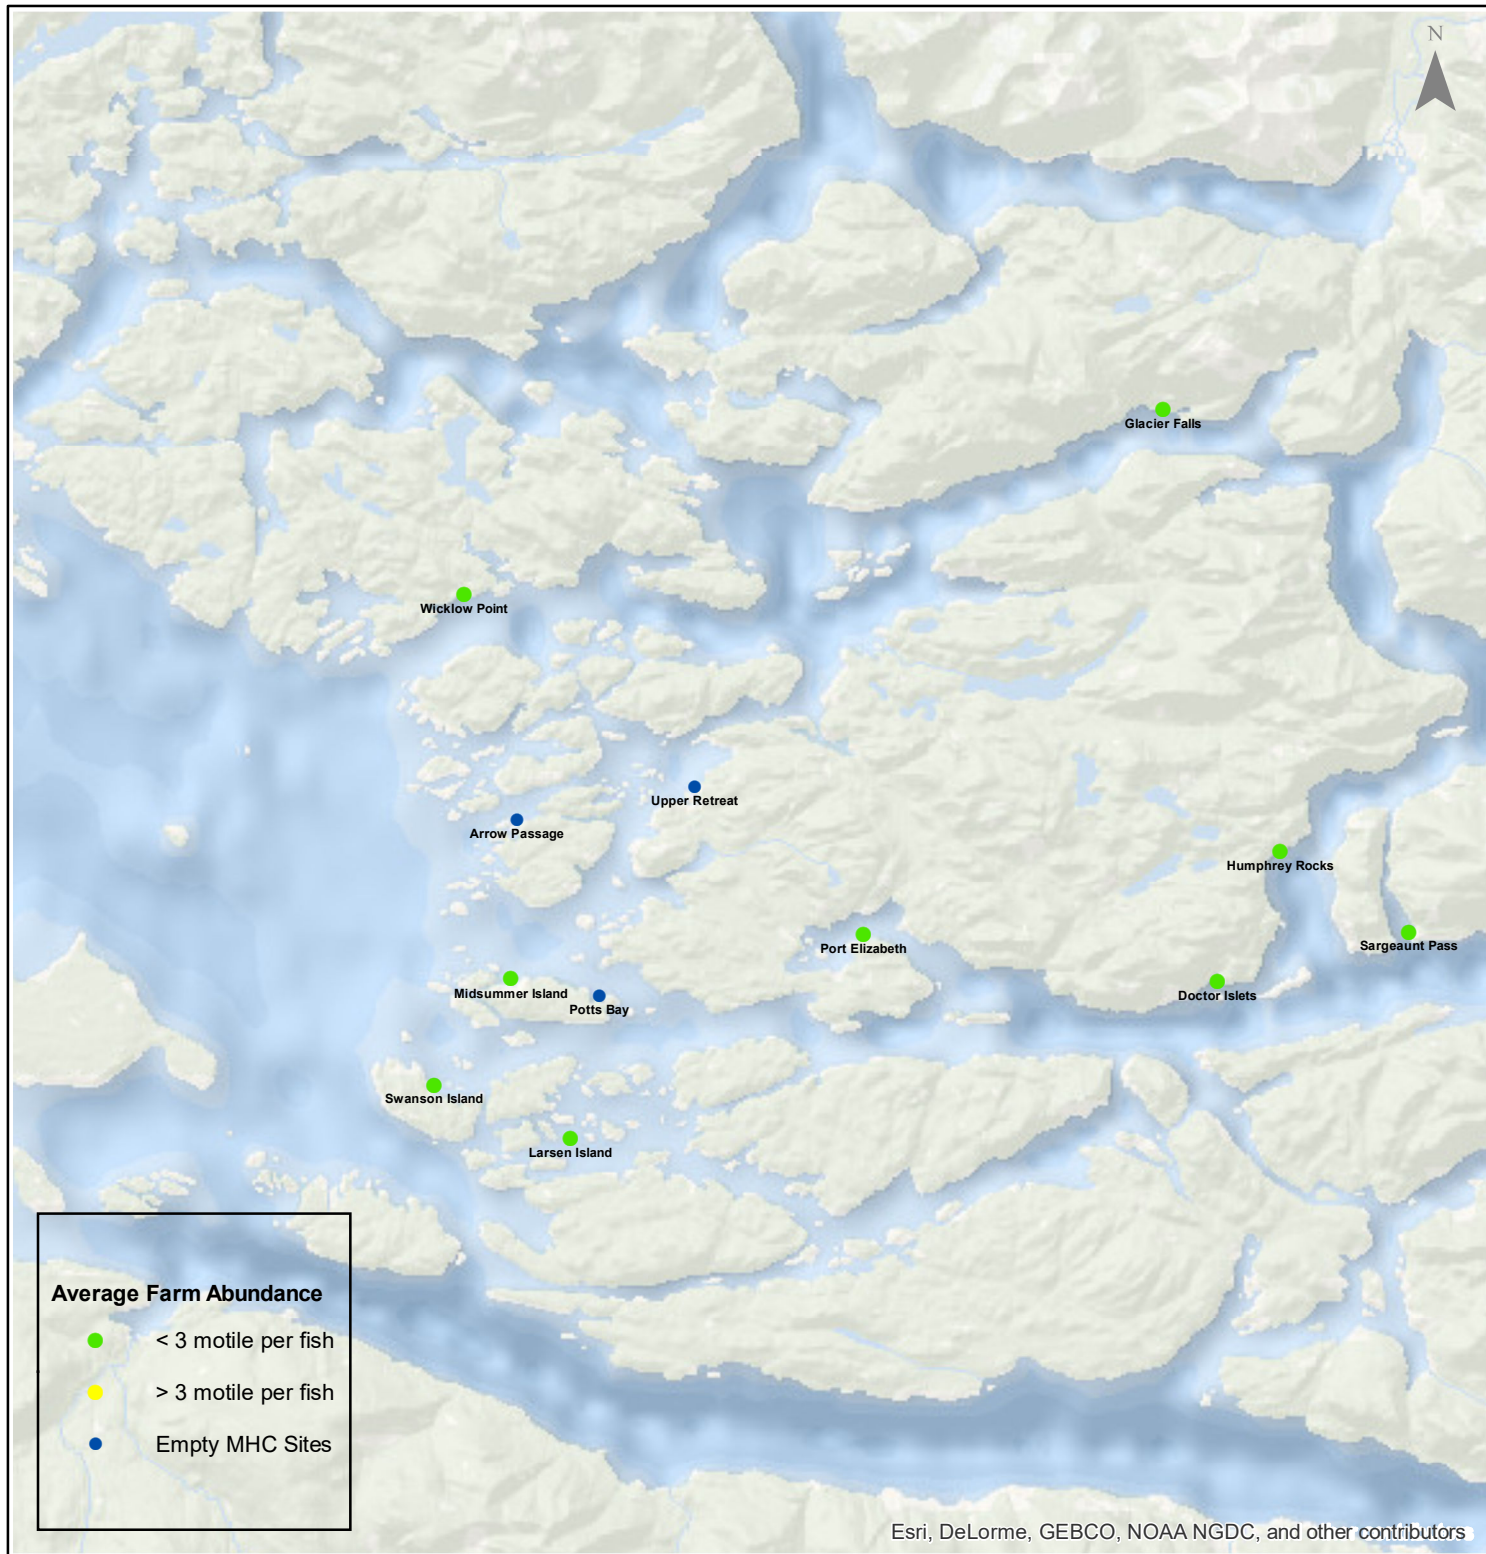 N
Glacier Falls
Wicklow Point
Upper Retreat
Arrow Passage
Humphrey Rocks
Port Elizabeth
Sargeaunt Pass
Midsummer Island
Potts Bay
Doctor Islets
Swanson Island
Larsen Island
Average Farm Abundance
< 3 motile per fish
> 3 motile per fish
Empty MHC Sites
Esri, DeLorme, GEBCO, NOAA NGDC, and other contributors